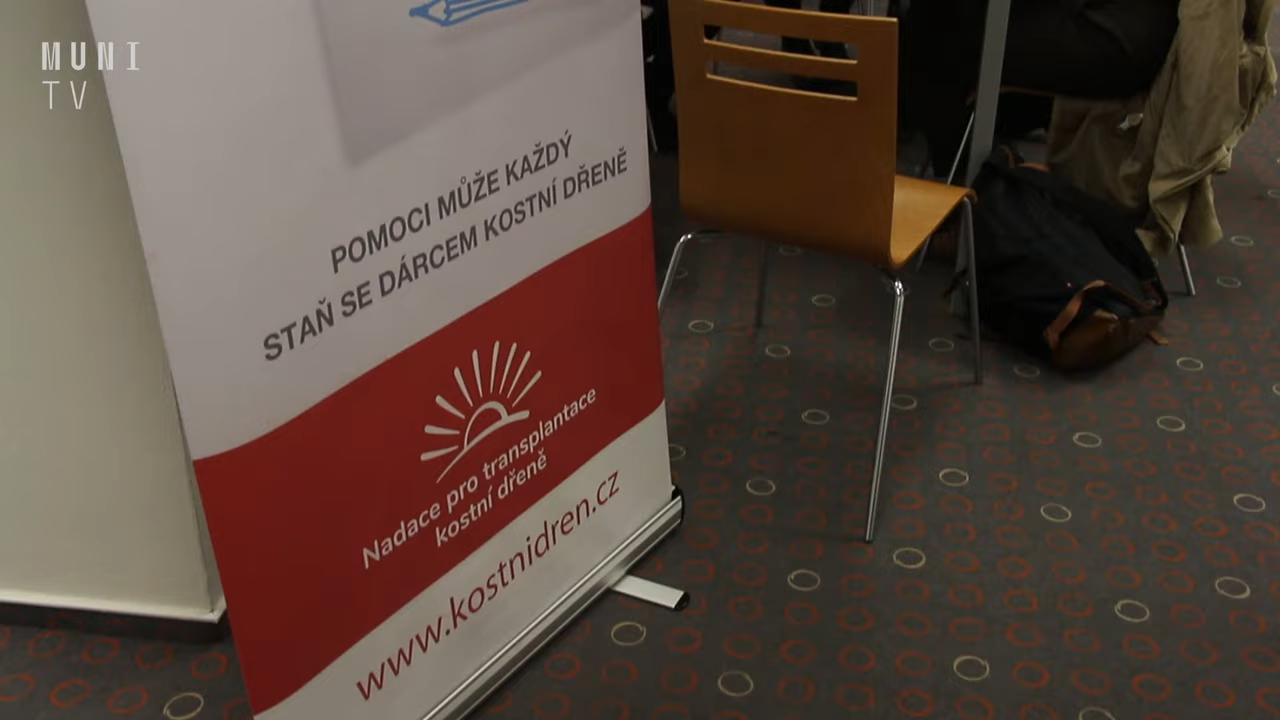 MUNI
TV
POMOCI MŮŽE KAŽDÝ
STAŇ SE DÁRCEM KOSTNÍ DŘENĚ
Nadace pro transplantace
kostní dřeně
www.kostnidren.cz